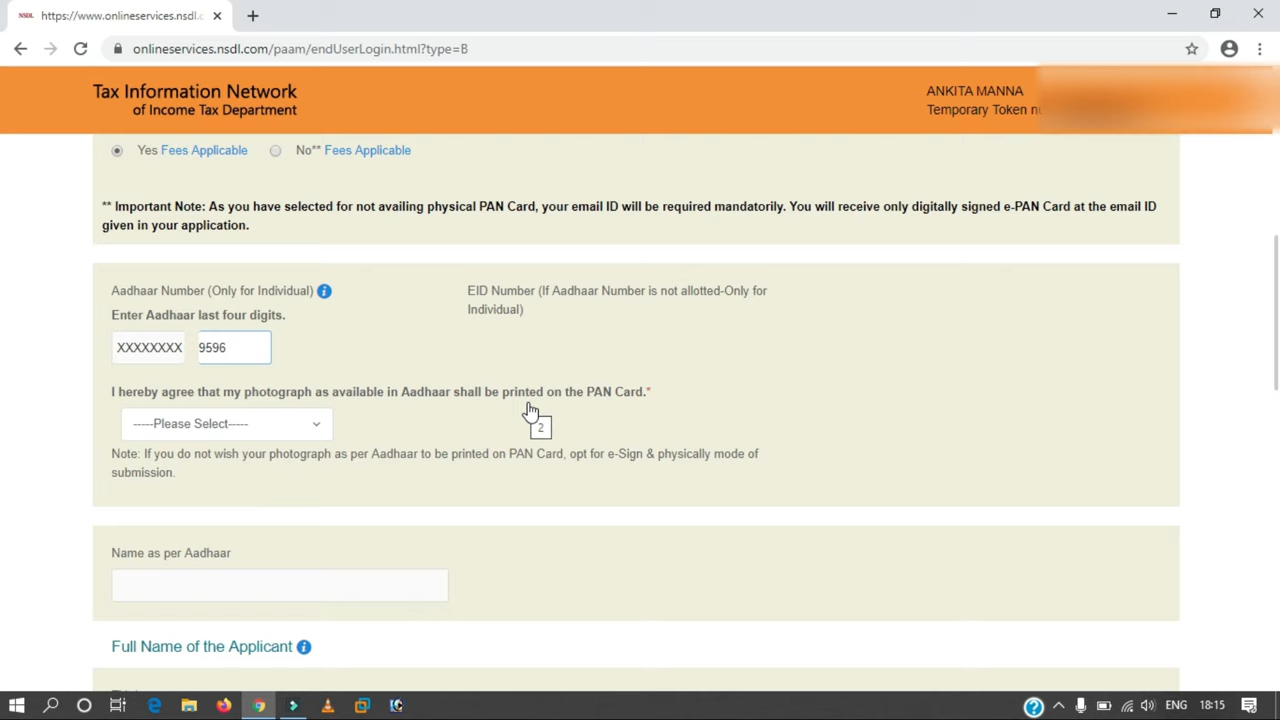 NSDL https://www.onlineservices.nsdl.c
onlineservices.nsdl.com/paam/endUserLogin.html?type=B
Tax Information Network
of Income Tax Department
ANKITA MANNA
Temporary Token nu
Yes Fees Applicable No** Fees Applicable
** Important Note: As you have selected for not availing physical PAN Card, your email ID will be required mandatorily. You will receive only digitally signed e-PAN Card at the email ID
given in your application.
Aadhaar Number (Only for Individual) i
EID Number (If Aadhaar Number is not allotted-Only for
Individual)
Enter Aadhaar last four digits.
XXXXXXXX 9596
I hereby agree that my photograph as available in Aadhaar shall be printed on the PAN Card.*
-----Please Select-----
2
Note: If you do not wish your photograph as per Aadhaar to be printed on PAN Card, opt for e-Sign & physically mode of
submission.
Name as per Aadhaar
Full Name of the Applicant i
ENG 18:15